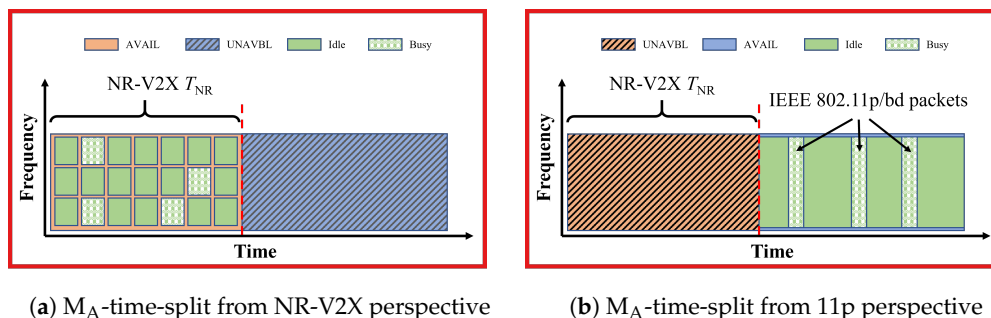 AVAIL UNAVBL Idle Busy
NR-V2X T_NR
Frequency
Time
(a) M_A-time-split from NR-V2X perspective
UNAVBL AVAIL Idle Busy
NR-V2X T_NR
IEEE 802.11p/bd packets
Frequency
Time
(b) M_A-time-split from 11p perspective